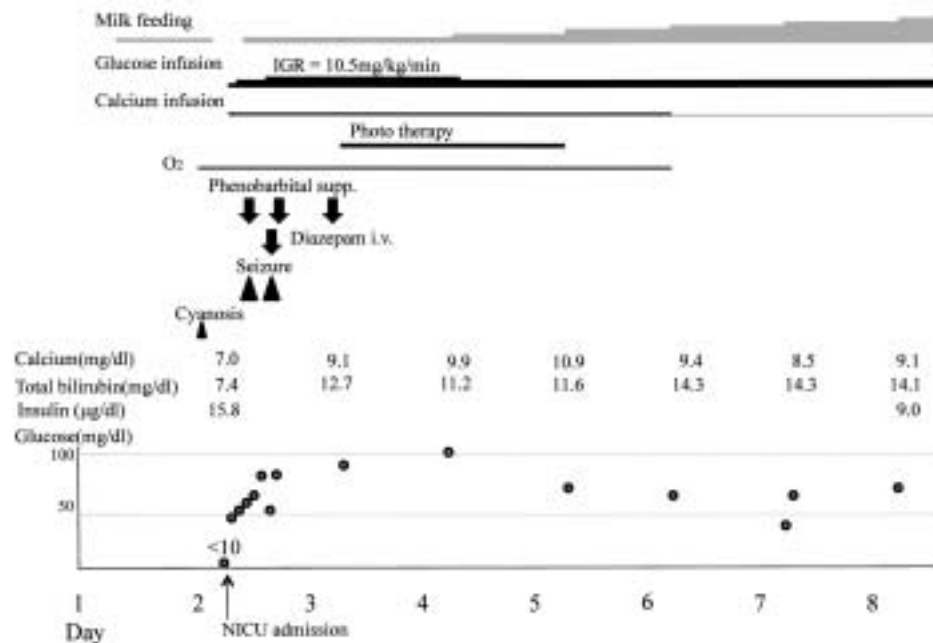 Milk feeding
Glucose infusion
IGR = 10.5mg/kg/min
Calcium infusion
Photo therapy
O2
Phenobarbital supp.
Diazepam i.v.
Seizure
Cyanosis
Calcium(mg/dl) 7.0 9.1 9.9 10.9 9.4 8.5 9.1
Total bilirubin(mg/dl) 7.4 12.7 11.2 11.6 14.3 14.3 14.1
Insulin (μg/dl) 15.8 9.0
Glucose(mg/dl)
100
50
<10
1 2 3 4 5 6 7 8
Day NICU admission